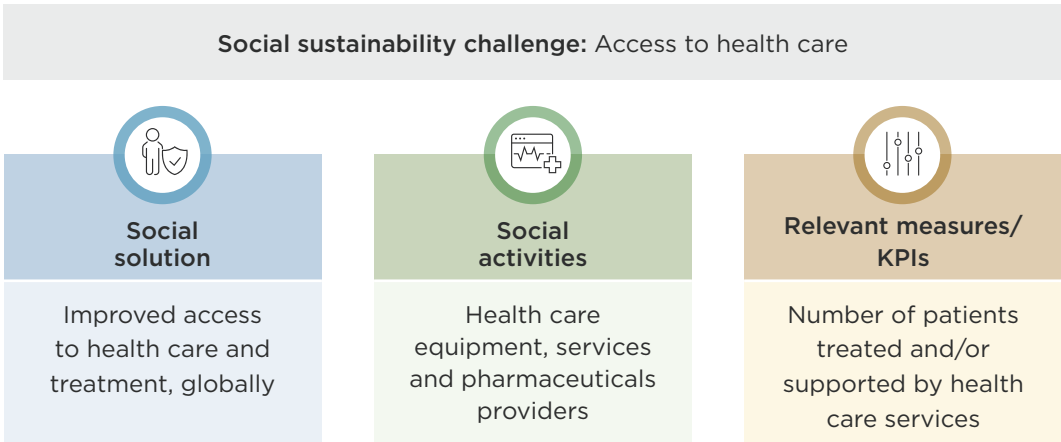 Social sustainability challenge: Access to health care
Social
solution
Improved access
to health care and
treatment, globally
Social
activities
Health care
equipment, services
and pharmaceuticals
providers
Relevant measures/
KPIs
Number of patients
treated and/or
supported by health
care services